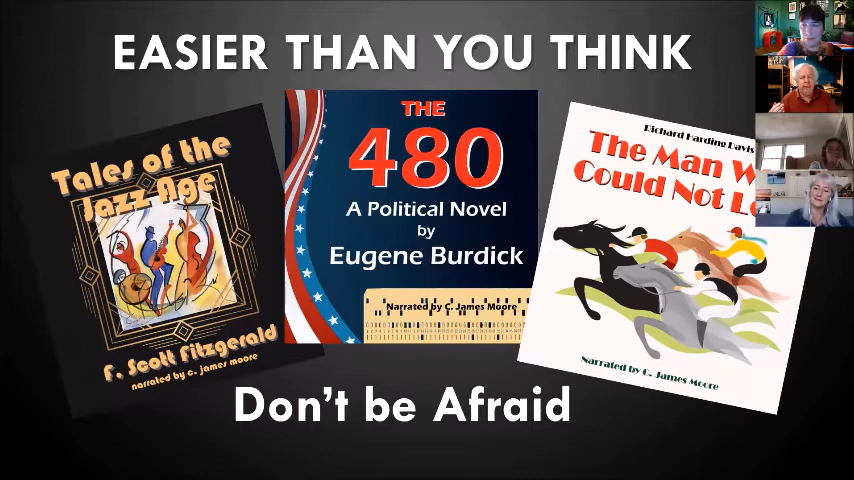 EASIER THAN YOU THINK
Tales of the
Jazz Age
F. Scott Fitzgerald
narrated by c. james moore
THE
480
A Political Novel
by
Eugene Burdick
Narrated by C. James Moore
Richard Harding Davis
The Man
Could Not
Narrated by C. James Moore
Don't be Afraid